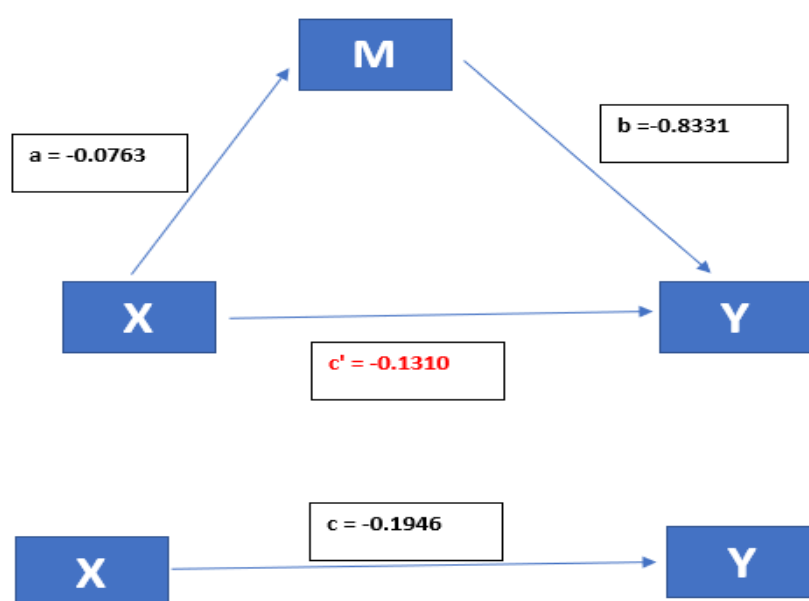 M
a = -0.0763
b =-0.8331
X
Y
c' = -0.1310
c = -0.1946
X
Y